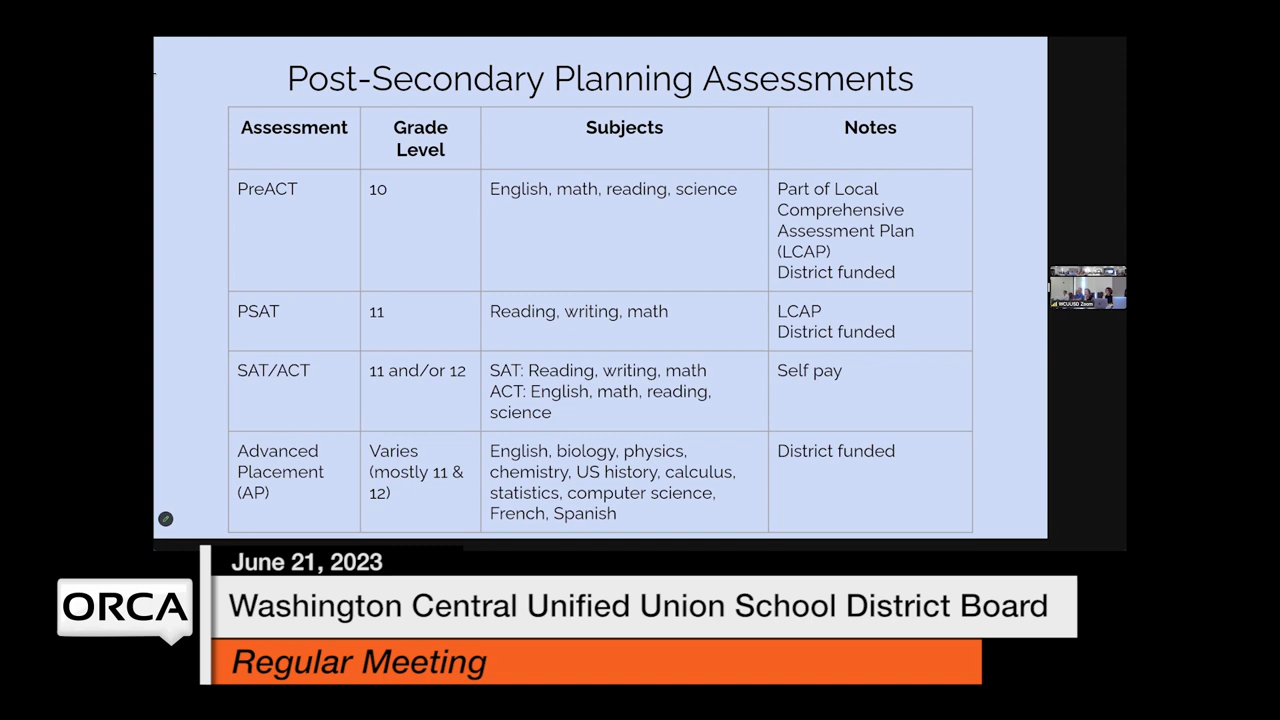 Post-Secondary Planning Assessments
Assessment
Grade
Level
Subjects
Notes
PreACT
10
English, math, reading, science
Part of Local
Comprehensive
Assessment Plan
(LCAP)
District funded
PSAT
11
Reading, writing, math
LCAP
District funded
SAT/ACT
11 and/or 12
SAT: Reading, writing, math
ACT: English, math, reading,
science
Self pay
Advanced
Placement
(AP)
Varies
(mostly 11 &
12)
English, biology, physics,
chemistry, US history, calculus,
statistics, computer science,
French, Spanish
District funded
WCUUSD Zoom
June 21, 2023
ORCA
Washington Central Unified Union School District Board
Regular Meeting